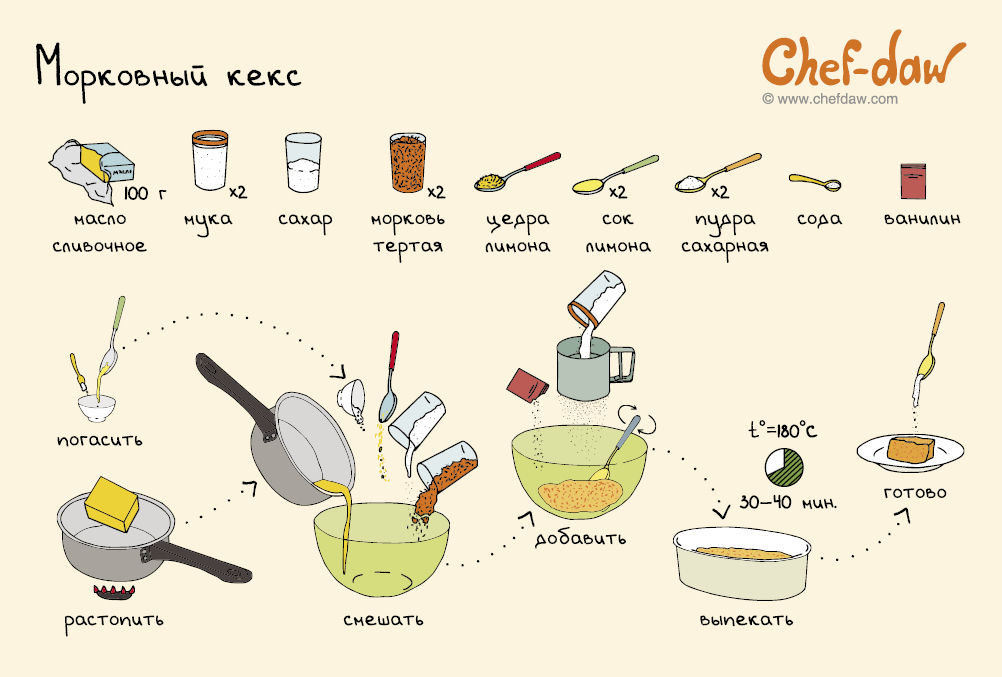 Морковный кекс
Chef-daw
© www.chefdaw.com
МАСЛО
100 г
x2
x2
x2
x2
масло
сливочное
мука
сахар
морковь
тертая
цедра
лимона
сок
лимона
пудра
сахарная
сода
ванилин
погасить
растопить
смешать
добавить
t°=180°C
30–40 мин.
выпекать
готово